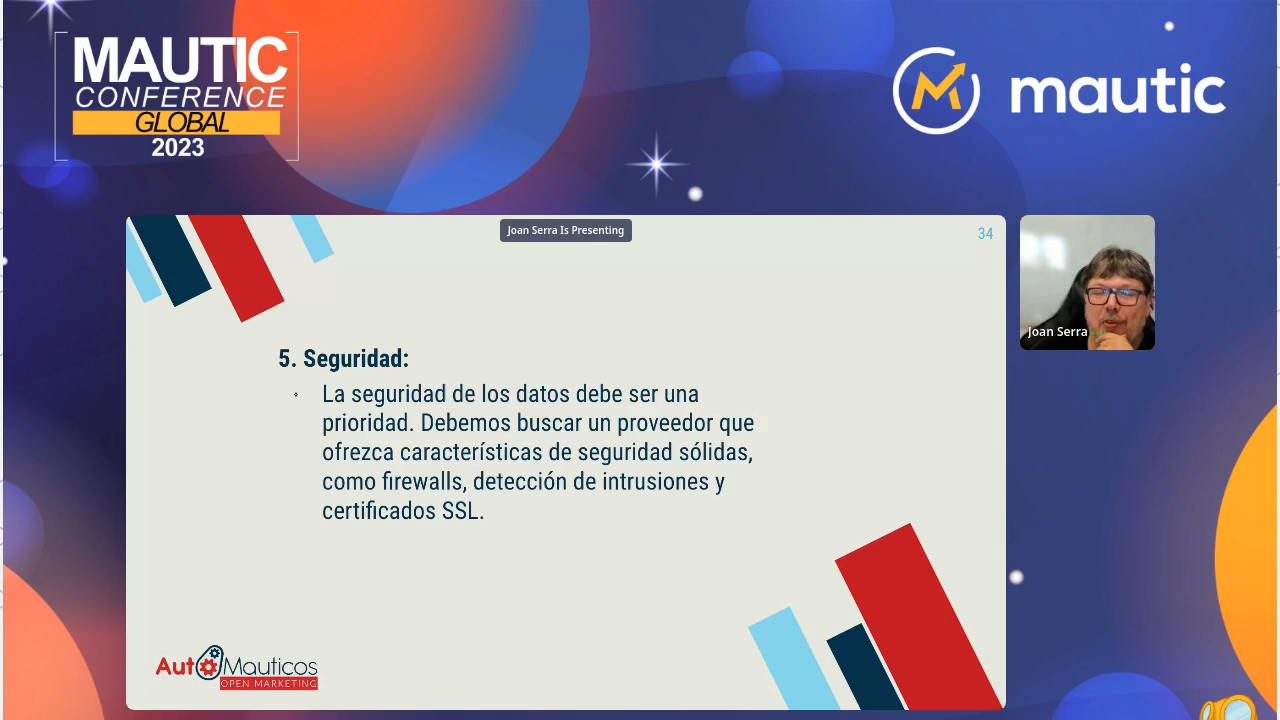 MAUTIC
CONFERENCE
GLOBAL
2023
mautic
Joan Serra Is Presenting
34
5. Seguridad:
La seguridad de los datos debe ser una
prioridad. Debemos buscar un proveedor que
ofrezca características de seguridad sólidas,
como firewalls, detección de intrusiones y
certificados SSL.
Joan Serra
AutoMauticos
OPEN MARKETING